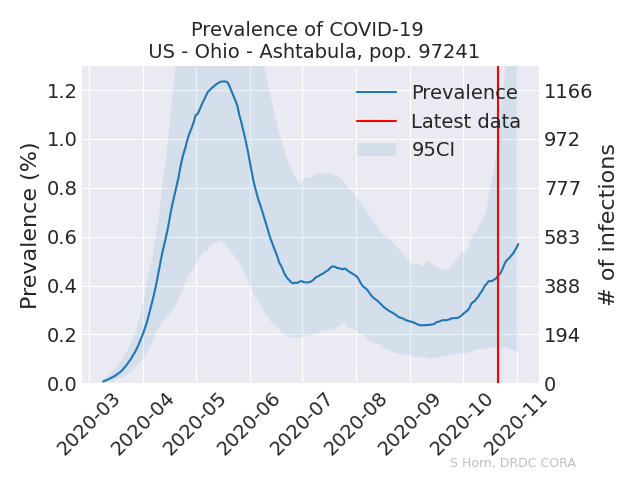 Prevalence of COVID-19
US - Ohio - Ashtabula, pop. 97241
Prevalence
Latest data
95CI
Prevalence (%)
1.2
1.0
0.8
0.6
0.4
0.2
0.0
1166
972
777
583
388
194
0
# of infections
2020-03
2020-04
2020-05
2020-06
2020-07
2020-08
2020-09
2020-10
2020-11
S Horn, DRDC CORA